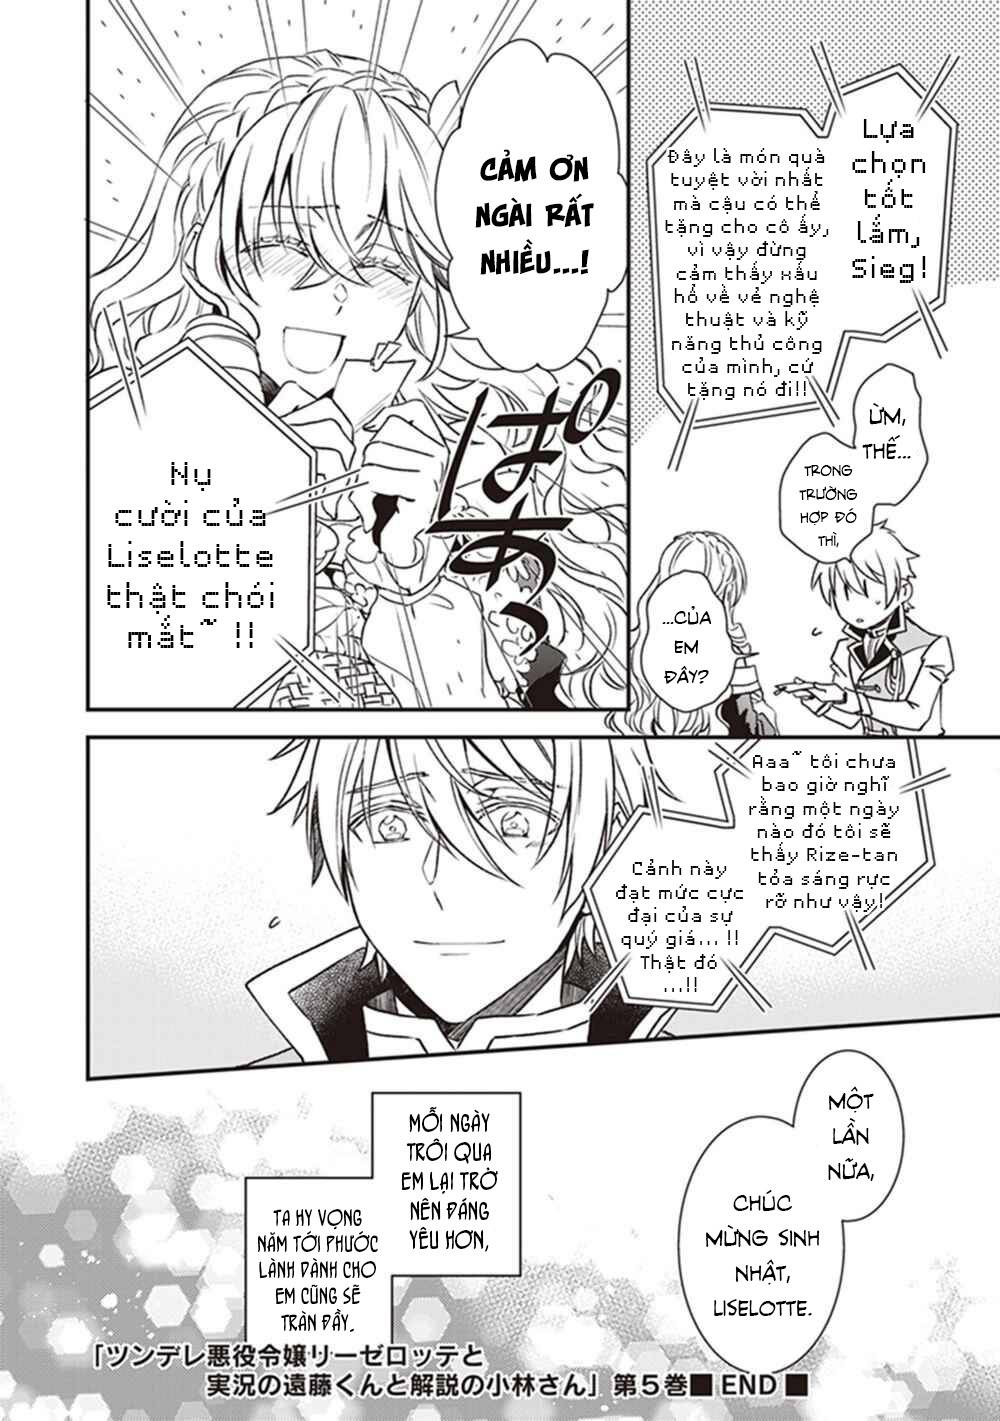 Lựa
chọn
tốt
lắm,
Sieg!
Đây là món quà
tuyệt vời nhất
mà cậu có thể
tặng cho cô ấy,
vì vậy đừng
cảm thấy xấu
hổ về vẻ nghệ
thuật và kỹ
năng thủ công
của mình, cứ
tặng nó đi!!
ỪM,
THẾ...
TRONG
TRƯỜNG
HỢP ĐÓ
THÌ,
...CỦA
EM
ĐÂY?
CẢM ƠN
NGÀI RẤT
NHIỀU...!
ぱあっ
Nụ
cười của
Liselotte
thật chói
mắt~ !!
Aaa~ tôi chưa
bao giờ nghĩ
rằng một ngày
nào đó tôi sẽ
thấy Rize-tan
tỏa sáng rực
rỡ như vậy!
Cảnh này
đạt mức cực
đại của sự
quý giá... !!
Thật đó
...!!
MỘT
LẦN
NỮA,
CHÚC
MỪNG SINH
NHẬT,
LISELOTTE.
MỖI NGÀY
TRÔI QUA
EM LẠI TRỞ
NÊN ĐÁNG
YÊU HƠN,
TA HY VỌNG
NĂM TỚI PHƯỚC
LÀNH DÀNH CHO
EM CŨNG SẼ
TRÀN ĐẦY.
「ツンデレ悪役令嬢リーゼロッテと
実況の遠藤くんと解説の小林さん」第5巻■ END ■